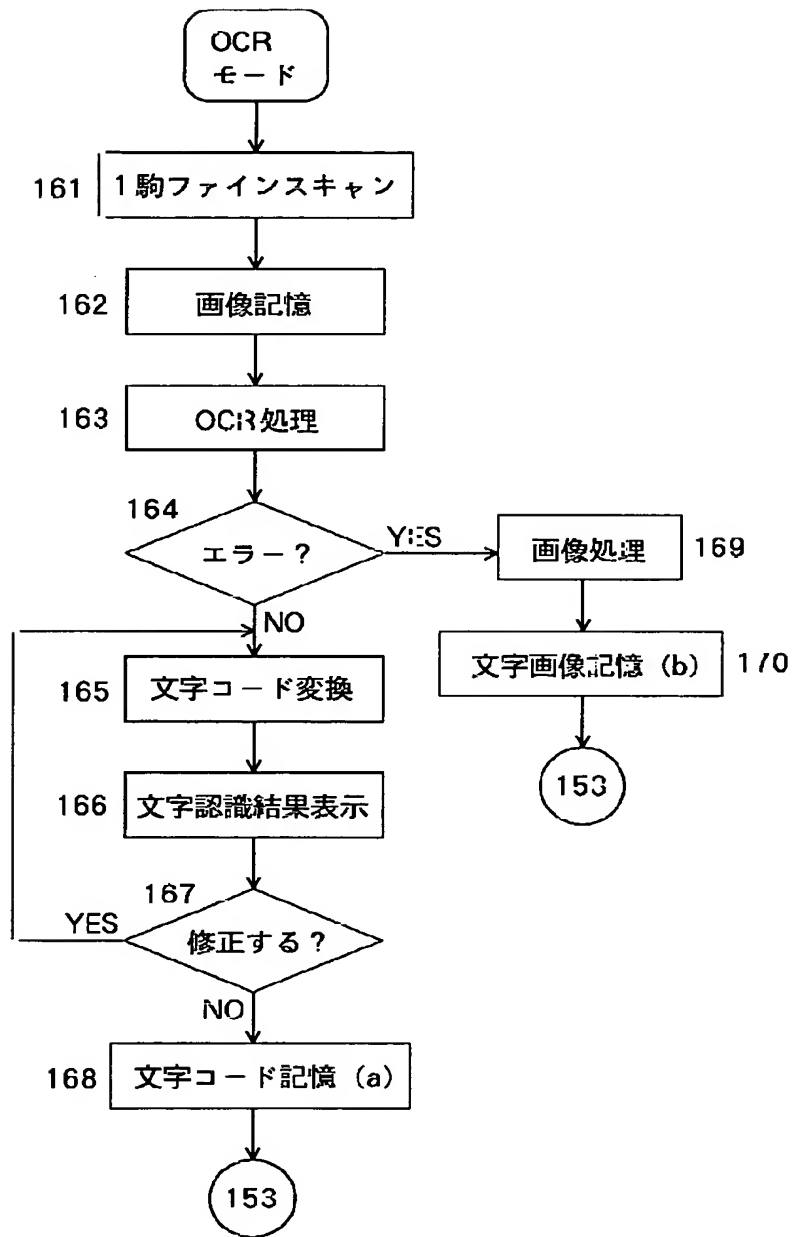 OCR
モード
161 1駒ファインスキャン
162 画像記憶
163 OCR処理
164
エラー?
YES
画像処理 169
NO
文字画像記憶 (b) 170
165 文字コード変換
153
166 文字認識結果表示
167
YES
修正する?
NO
168 文字コード記憶 (a)
153